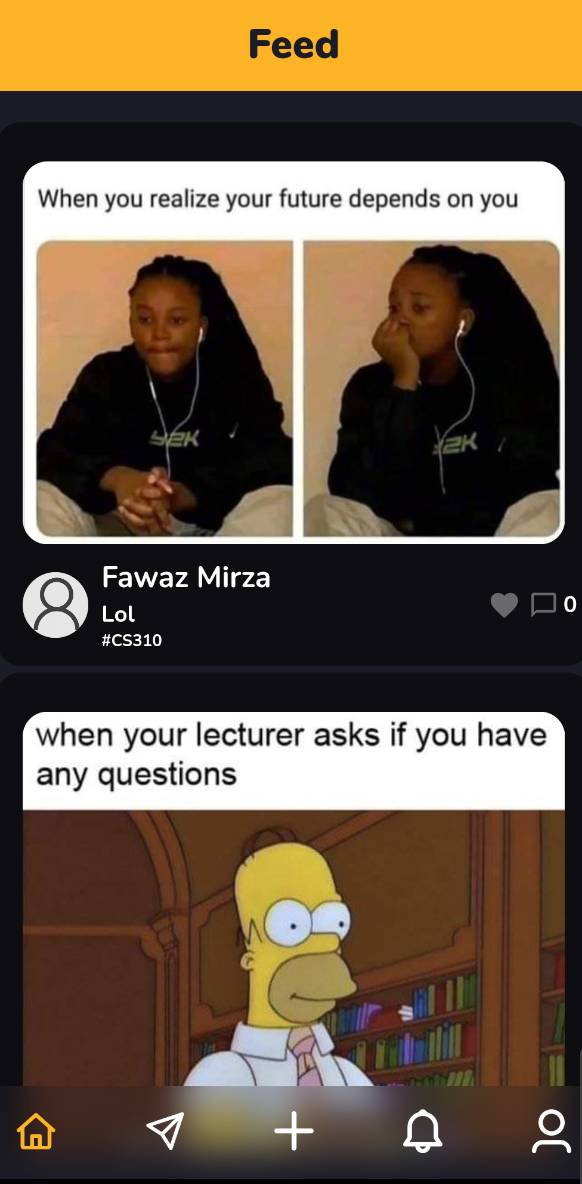 Feed
When you realize your future depends on you
Y2K
Y2K
Fawaz Mirza
Lol
#CS310
0
when your lecturer asks if you have
any questions